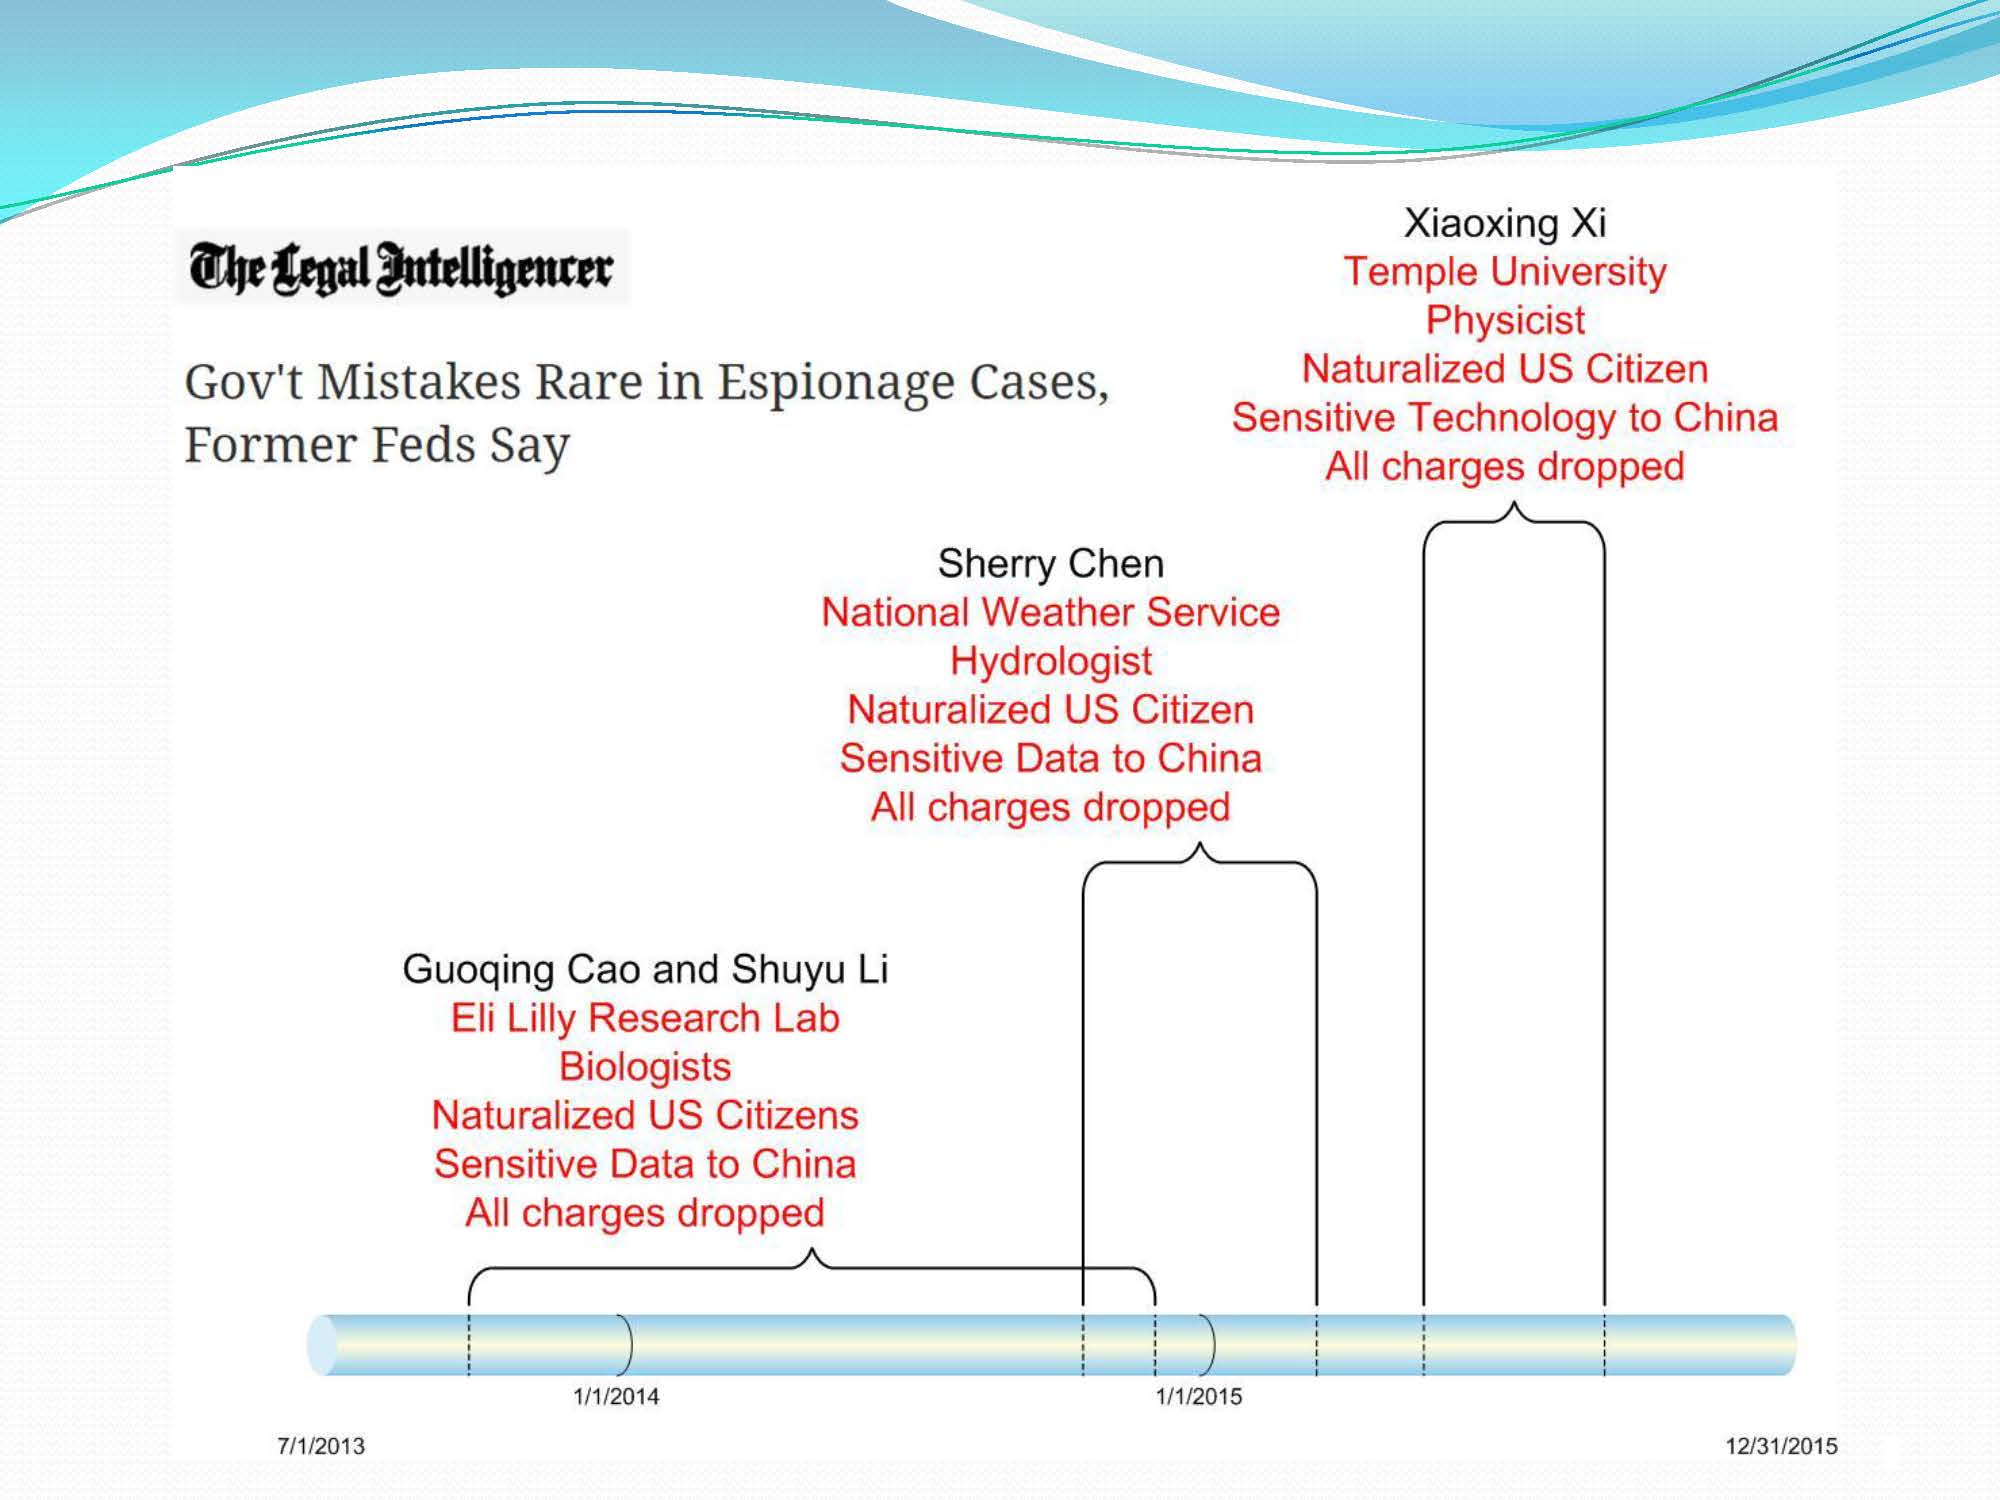 The Legal Intelligencer
Gov't Mistakes Rare in Espionage Cases,
Former Feds Say
Xiaoxing Xi
Temple University
Physicist
Naturalized US Citizen
Sensitive Technology to China
All charges dropped
Sherry Chen
National Weather Service
Hydrologist
Naturalized US Citizen
Sensitive Data to China
All charges dropped
Guoqing Cao and Shuyu Li
Eli Lilly Research Lab
Biologists
Naturalized US Citizens
Sensitive Data to China
All charges dropped
1/1/2014
1/1/2015
7/1/2013
12/31/2015